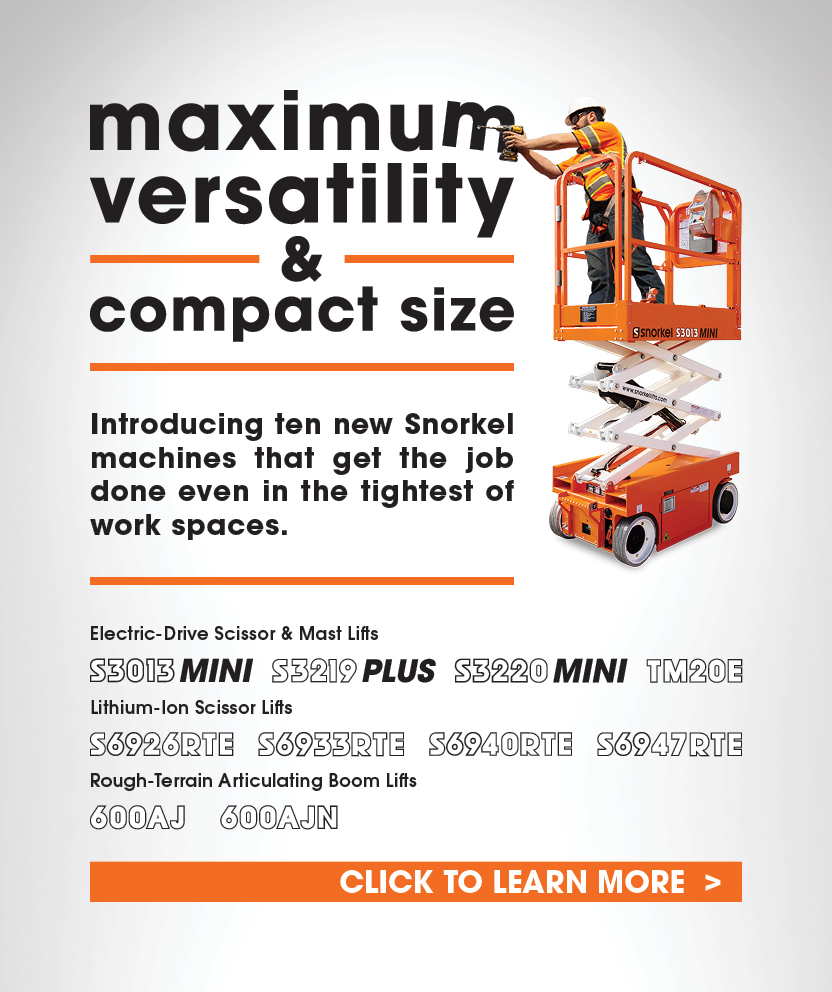 maximum
versatility
&
compact size
Introducing ten new Snorkel
machines that get the job
done even in the tightest of
work spaces.
snorkel S3013 MINI
www.snorkellifts.com
Electric-Drive Scissor & Mast Lifts
S3013 MINI S3219 PLUS S3220 MINI TM20E
Lithium-Ion Scissor Lifts
S6926RTE S6933RTE S6940RTE S6947RTE
Rough-Terrain Articulating Boom Lifts
600AJ 600AJN
CLICK TO LEARN MORE >